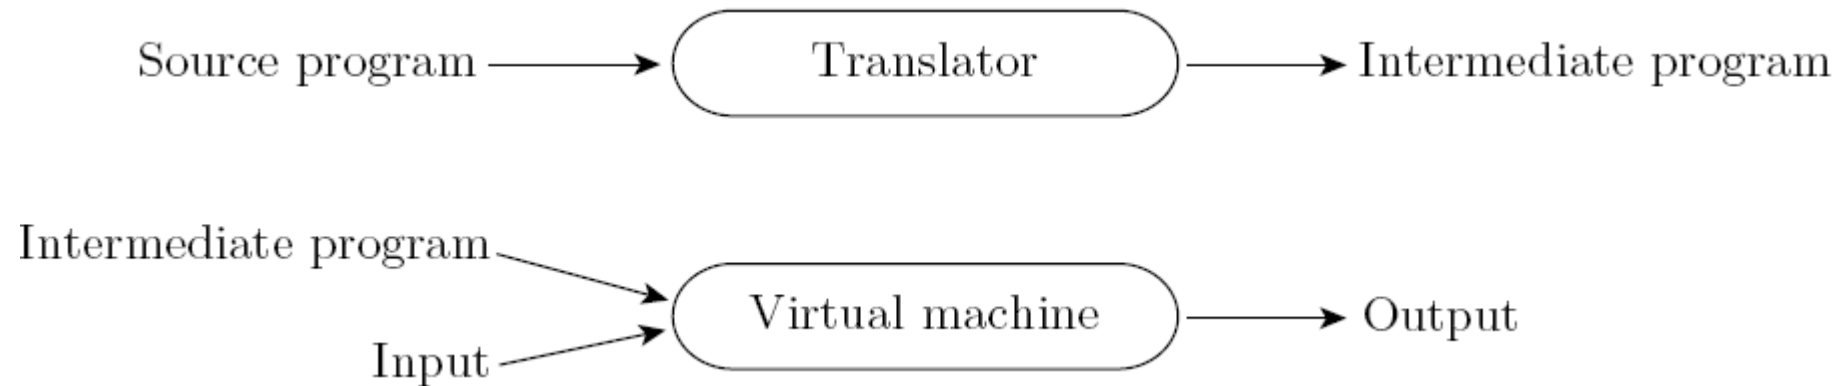 Source program
Translator
Intermediate program
Intermediate program
Input
Virtual machine
Output